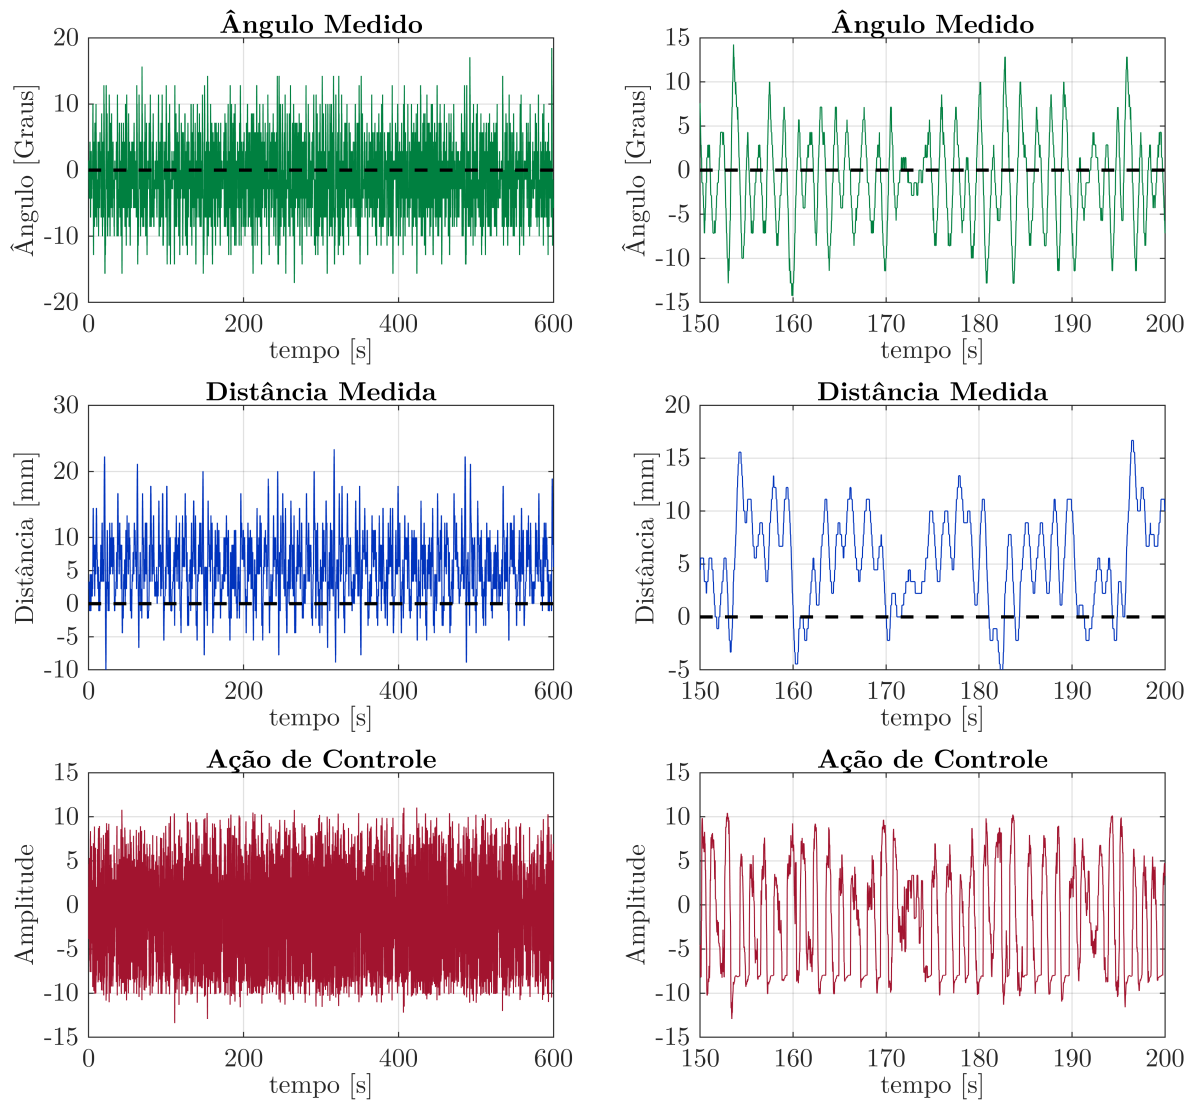 Ângulo Medido
20
10
0
-10
-20
Ângulo [Graus]
0 200 400 600
tempo [s]
Ângulo Medido
15
10
5
0
-5
-10
-15
Ângulo [Graus]
150 160 170 180 190 200
tempo [s]
Distância Medida
30
20
10
5
0
-5
-10
Distância [mm]
0 200 400 600
tempo [s]
Distância Medida
20
15
10
5
0
-5
Distância [mm]
150 160 170 180 190 200
tempo [s]
Ação de Controle
15
10
5
0
-5
-10
-15
Amplitude
0 200 400 600
tempo [s]
Ação de Controle
15
10
5
0
-5
-10
-15
Amplitude
150 160 170 180 190 200
tempo [s]